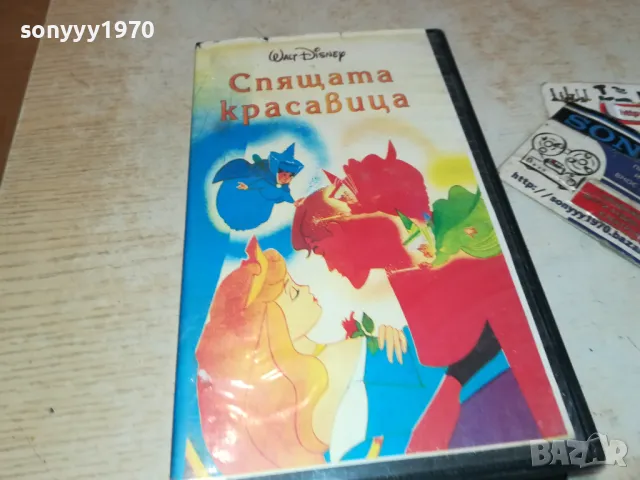 sonyyy1970
WALT DISNEY
Спящата
красавица
SONY
http://sonyyy1970.baza
BAZAR